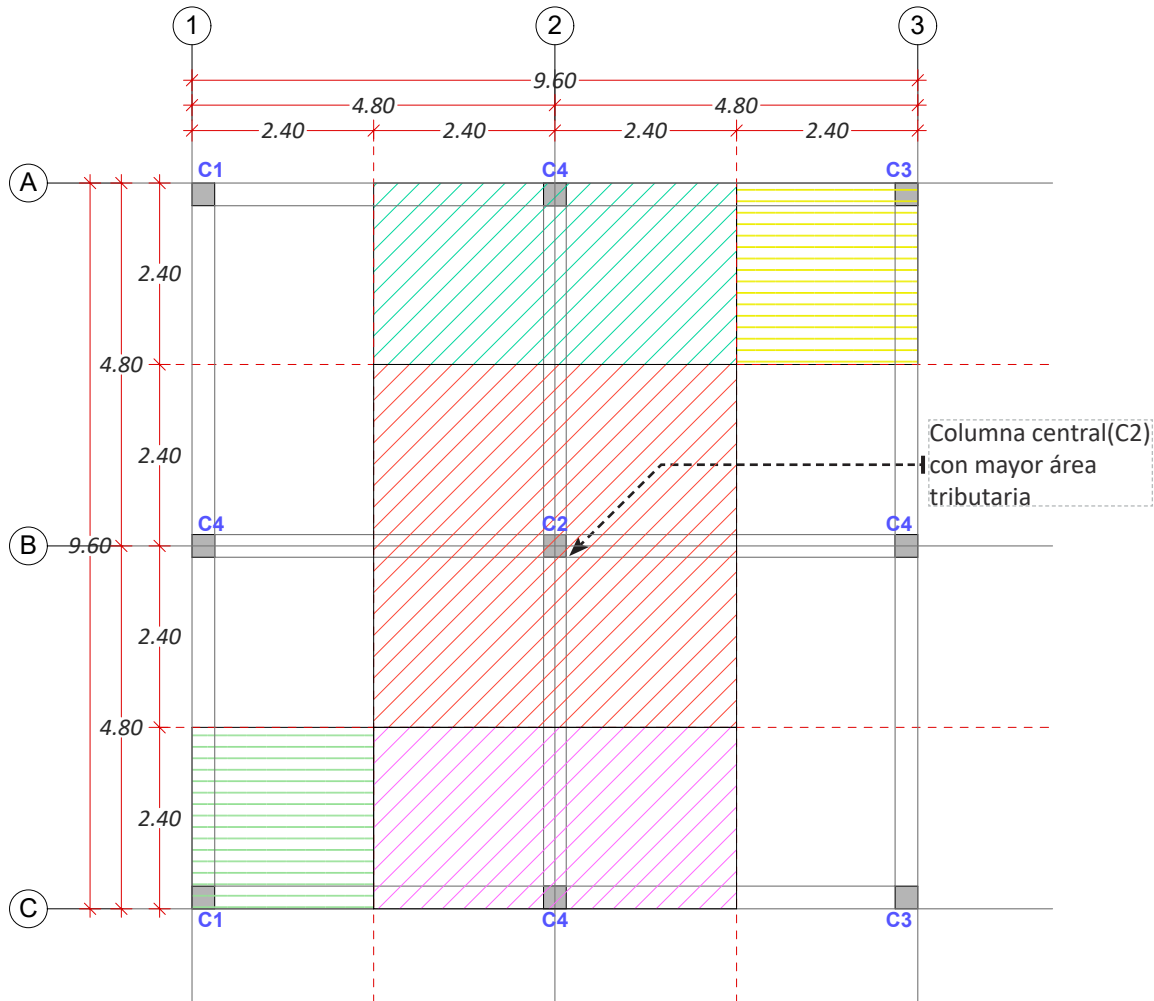 1
2
3
9.60
4.80
4.80
2.40
2.40
2.40
2.40
C1
C4
C3
A
2.40
4.80
2.40
Columna central(C2)
con mayor área
tributaria
C4
C2
C4
B
9.60
2.40
4.80
2.40
C
C1
C4
C3